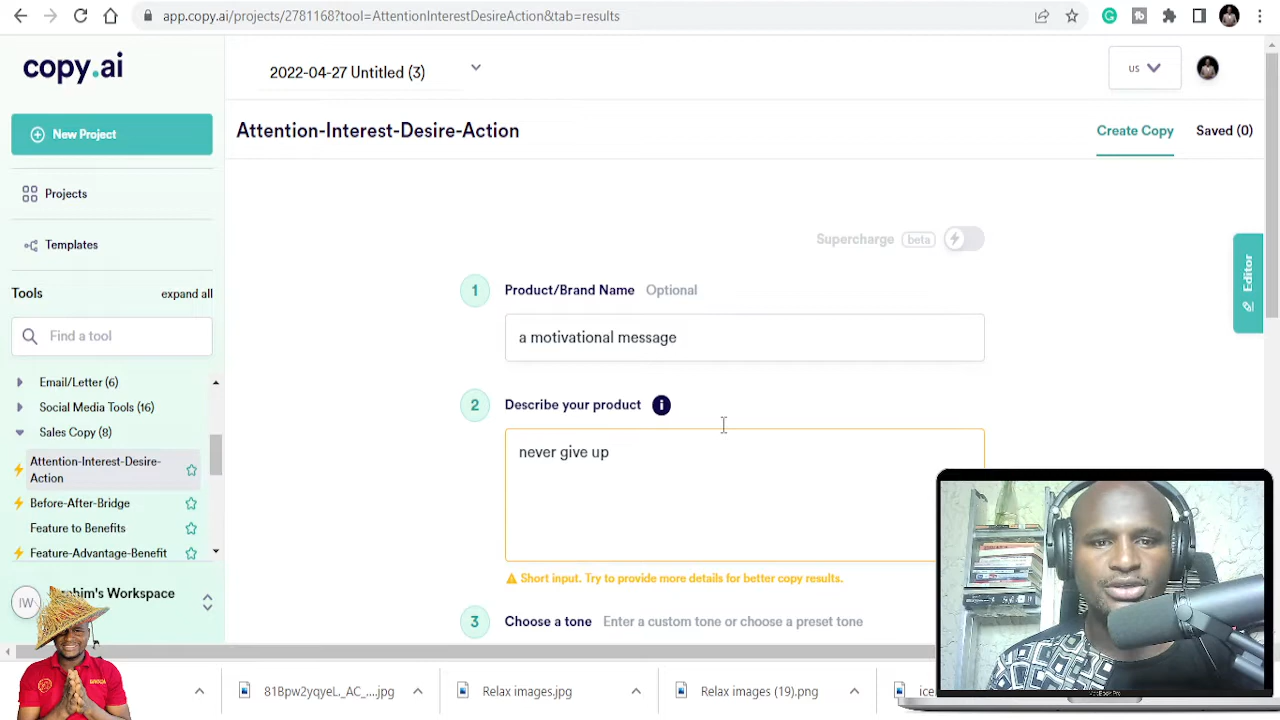 app.copy.ai/projects/2781168?tool=AttentionInterestDesireAction&tab=results
copy.ai
2022-04-27 Untitled (3)
us
New Project
Attention-Interest-Desire-Action
Create Copy
Saved (0)
Projects
Templates
Supercharge
beta
Tools
expand all
Find a tool
1
Product/Brand Name Optional
a motivational message
Editor
2
Describe your product
i
never give up
Short input. Try to provide more details for better copy results.
3
Choose a tone Enter a custom tone or choose a preset tone
Email/Letter (6)
Social Media Tools (16)
Sales Copy (8)
Attention-Interest-Desire-
Action
Before-After-Bridge
Feature to Benefits
Feature-Advantage-Benefit
IW
rahim's Workspace
81Bpw2yqyeL._AC_....jpg
Relax images.jpg
Relax images (19).png
ice